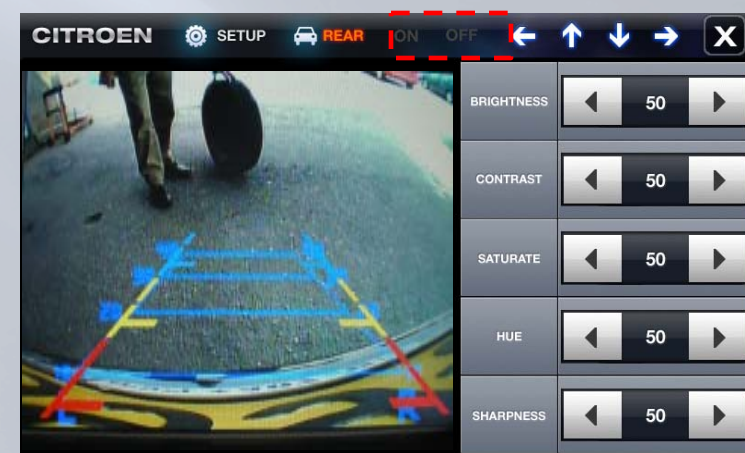 CITROEN SETUP REAR ON OFF X
BRIGHTNESS 50
CONTRAST 50
SATURATE 50
HUE 50
SHARPNESS 50